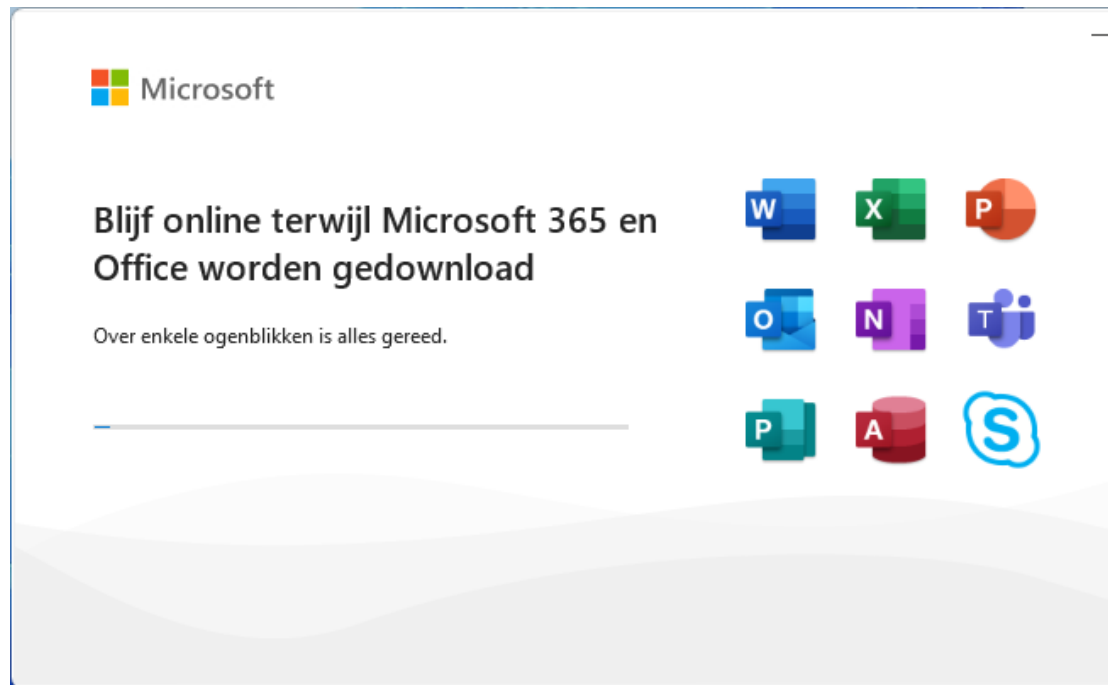 Microsoft
Blijf online terwijl Microsoft 365 en
Office worden gedownload
Over enkele ogenblikken is alles gereed.
W
X
P
O
N
T
P
A
S